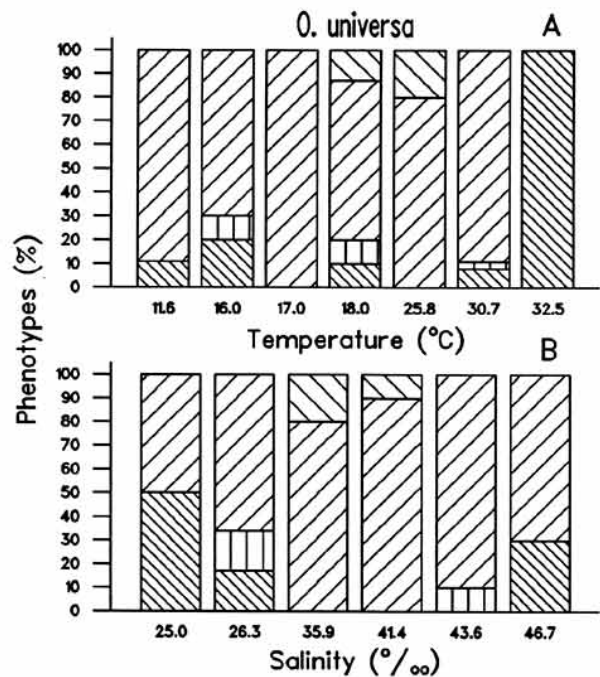 O. universa
A
100
90
80
70
60
50
40
30
20
10
0
11.6 16.0 17.0 18.0 25.8 30.7 32.5
Temperature (°C)
Phenotypes (%)
B
100
90
80
70
60
50
40
30
20
10
0
25.0 26.3 35.9 41.4 43.6 46.7
Salinity (°/oo)